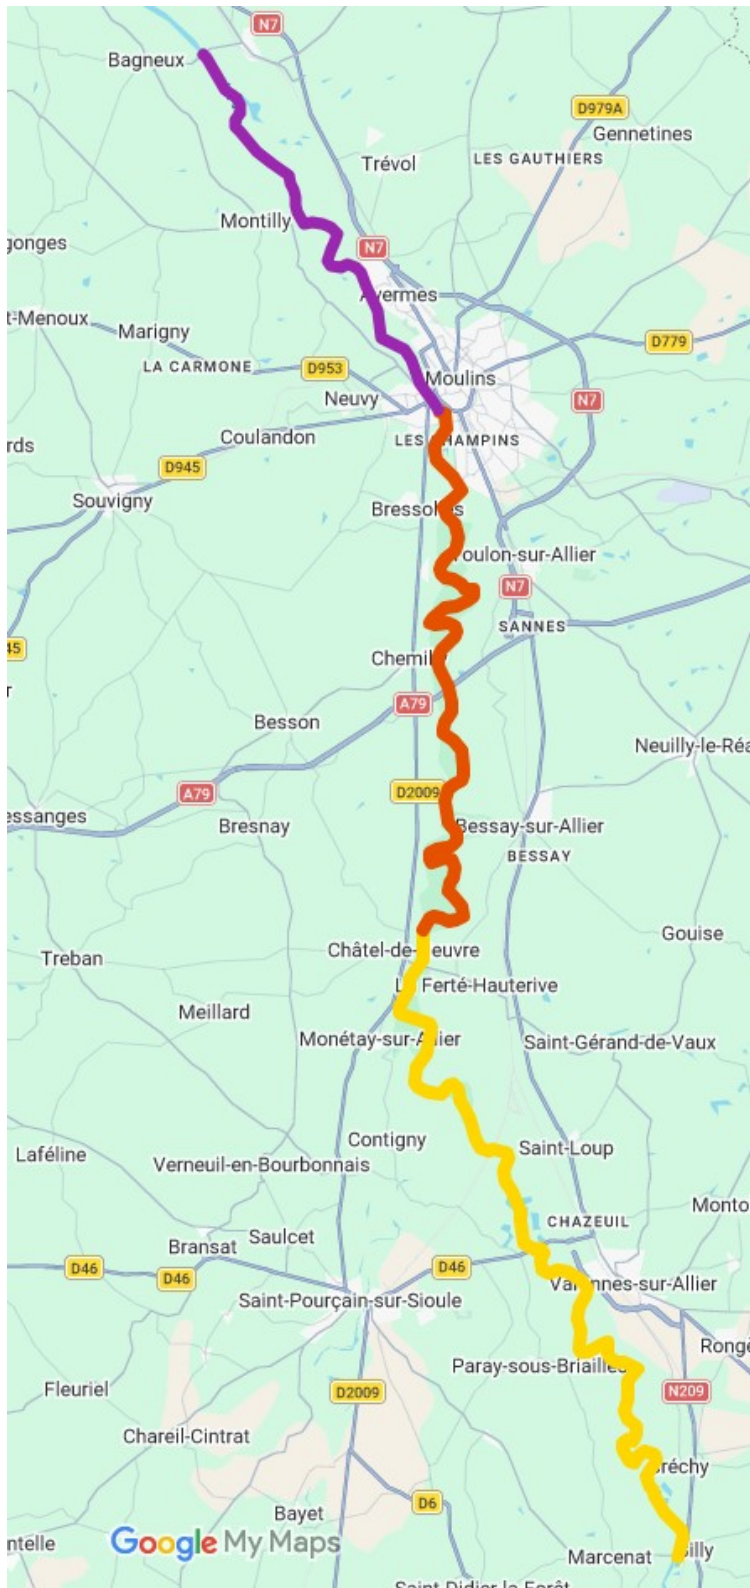 N7
Bagneux
D979A
Gennetines
Trévol
LES GAUTHIERS
Montilly
gonges
N7
Avermes
t-Menoux
Marigny
D779
LA CARMONE
D953
Moulins
Neuvy
N7
Coulandon
LES CHAMPINS
rds
D945
Souvigny
Bressolles
Toulon-sur-Allier
N7
SANNES
45
Chemilly
r
A79
Besson
Neuilly-le-Réa
A79
D2009
essanges
Bresnay
Bessay-sur-Allier
BESSAY
Gouise
Châtel-de-Neuvre
Treban
La Ferté-Hauterive
Meillard
Monétay-sur-Allier
Saint-Gérand-de-Vaux
Contigny
Saint-Loup
Laféline
Verneuil-en-Bourbonnais
Monto
CHAZEUIL
Saulcet
Bransat
D46
D46
D46
Varennes-sur-Allier
Saint-Pourçain-sur-Sioule
Rongè
Paray-sous-Briailles
Fleuriel
D2009
N209
Chareil-Cintrat
Créchy
D6
Bayet
ntelle
Google My Maps
Marcenat
Billy
Saint-Didier-la-Forêt